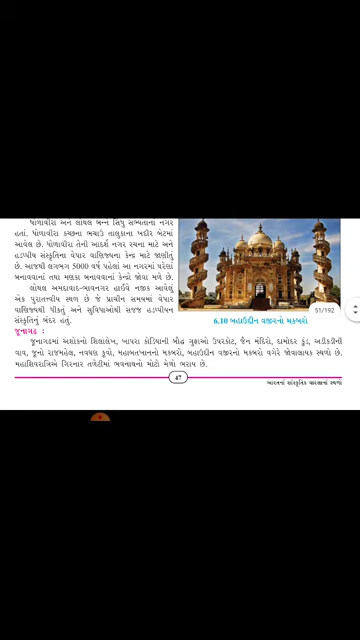 ધોળાવીરા અને લોથલ બન્ને સિંધુ સભ્યતાનાં નગર
હતાં. ધોળાવીરા કચ્છના ભચાઉ તાલુકાના ખદીર બેટમાં
આવેલ છે. ધોળાવીરા તેની આદર્શ નગર રચના માટે અને
હડપ્પીય સંસ્કૃતિના વેપાર વાણિજ્યના કેન્દ્ર માટે જાણીતું
છે. આજથી લગભગ 5000 વર્ષ પહેલાં આ નગરમાં ઘરેણાં
બનાવવાનાં તથા મણકા બનાવવાનાં કેન્દ્રો જોવા મળે છે.
લોથલ અમદાવાદ-ભાવનગર હાઈવે નજીક આવેલું
એક પુરાતત્ત્વીય સ્થળ છે જે પ્રાચીન સમયમાં વેપાર
વાણિજ્યથી ધીકતું અને સુવિધાઓથી સજ્જ હડપ્પીયન
સંસ્કૃતિનું બંદર હતું.
6.10 બહાઉદ્દીન વજીરનો મકબરો
51/192
જૂનાગઢ :
જૂનાગઢમાં અશોકનો શિલાલેખ, ખાપરા કોડિયાની બૌદ્ધ ગુફાઓ ઉપરકોટ, જૈન મંદિરો, દામોદર કુંડ, અડીકડીની
વાવ, જૂનો રાજમહેલ, નવઘણ કુવો, મહાબતખાનનો મકબરો, બહાઉદ્દીન વજીરનો મકબરો વગેરે જોવાલાયક સ્થળો છે.
મહાશિવરાત્રિએ ગિરનાર તળેટીમાં ભવનાથનો મોટો મેળો ભરાય છે.
47
ભારતનાં સાંસ્કૃતિક વારસાનાં સ્થળો